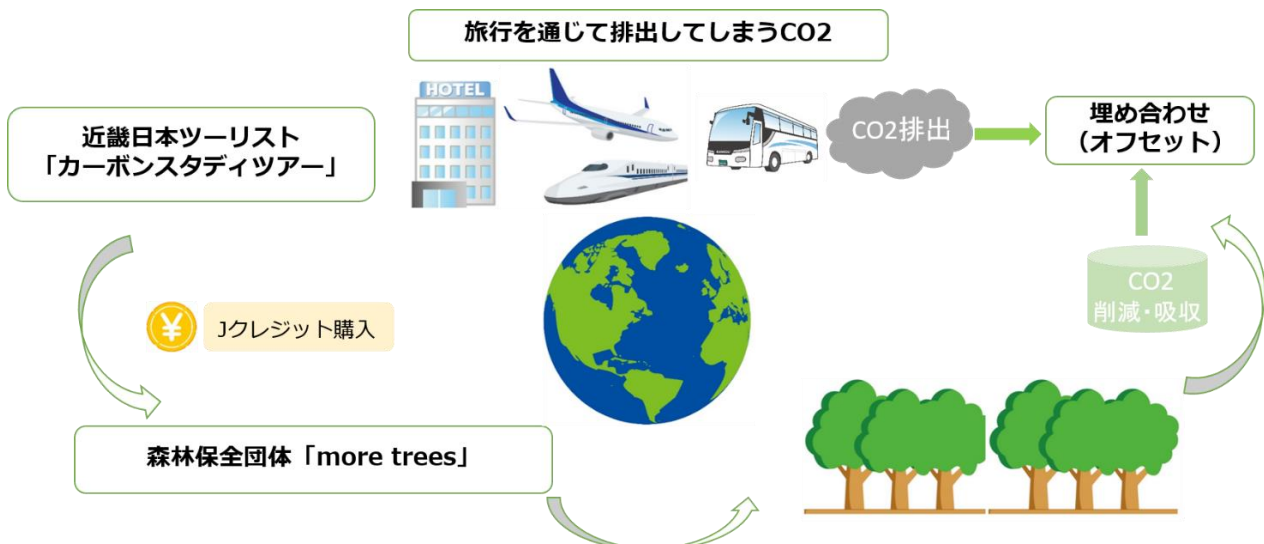 旅行を通じて排出してしまうCO2
HOTEL
近畿日本ツーリスト
「カーボンスタディツアー」
CO2排出
埋め合わせ
(オフセット)
CO2
削減・吸収
¥
Jクレジット購入
森林保全団体「more trees」